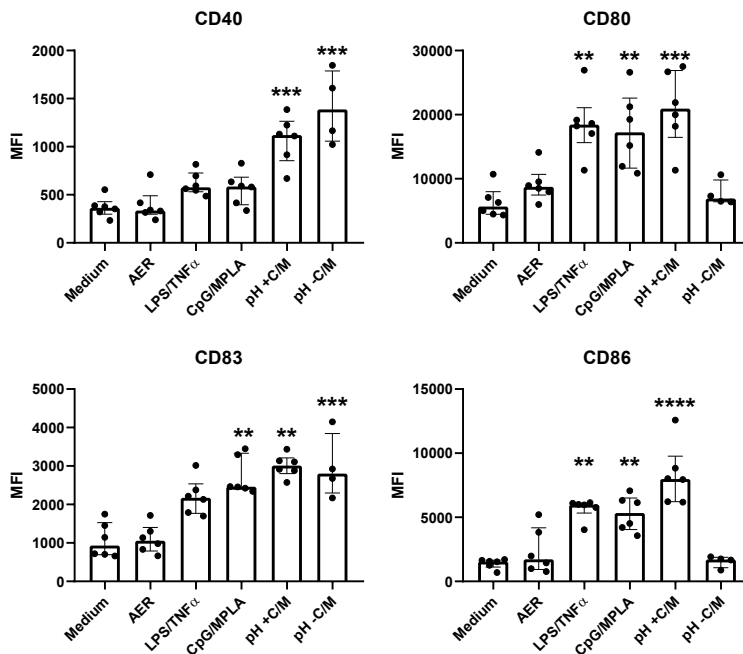 CD40
2000
1500
1000
500
0
MFI
***
***
Medium
AER
LPS/TNFα
CpG/MPLA
pH +C/M
pH -C/M
CD80
30000
20000
10000
0
MFI
**
**
***
Medium
AER
LPS/TNFα
CpG/MPLA
pH +C/M
pH -C/M
CD83
5000
4000
3000
2000
1000
0
MFI
**
**
***
Medium
AER
LPS/TNFα
CpG/MPLA
pH +C/M
pH -C/M
CD86
15000
10000
5000
0
MFI
**
**
****
Medium
AER
LPS/TNFα
CpG/MPLA
pH +C/M
pH -C/M